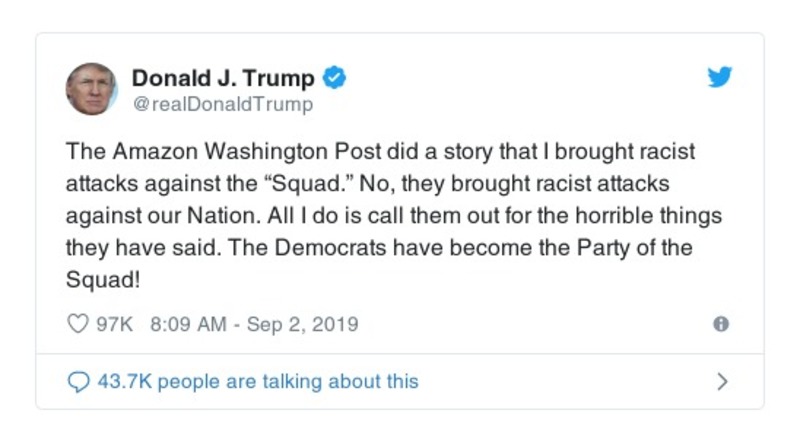 Donald J. Trump
@realDonaldTrump
The Amazon Washington Post did a story that I brought racist
attacks against the “Squad.” No, they brought racist attacks
against our Nation. All I do is call them out for the horrible things
they have said. The Democrats have become the Party of the
Squad!
97K 8:09 AM - Sep 2, 2019
43.7K people are talking about this